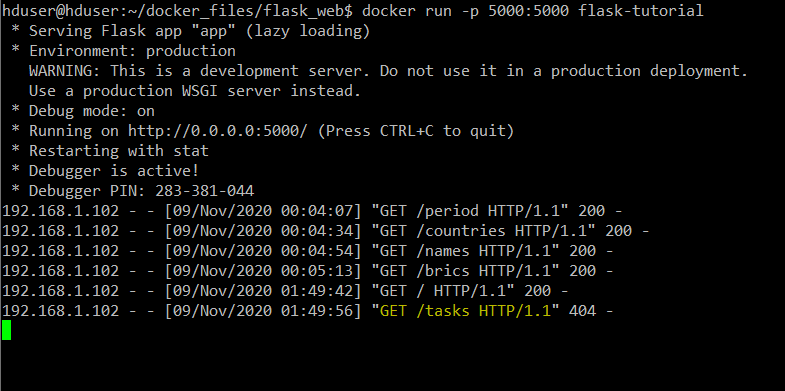 hduser@hduser:~/docker_files/flask_web$ docker run -p 5000:5000 flask-tutorial
* Serving Flask app "app" (lazy loading)
* Environment: production
WARNING: This is a development server. Do not use it in a production deployment.
Use a production WSGI server instead.
* Debug mode: on
* Running on http://0.0.0.0:5000/ (Press CTRL+C to quit)
* Restarting with stat
* Debugger is active!
* Debugger PIN: 283-381-044
192.168.1.102 - - [09/Nov/2020 00:04:07] "GET /period HTTP/1.1" 200 -
192.168.1.102 - - [09/Nov/2020 00:04:34] "GET /countries HTTP/1.1" 200 -
192.168.1.102 - - [09/Nov/2020 00:04:54] "GET /names HTTP/1.1" 200 -
192.168.1.102 - - [09/Nov/2020 00:05:13] "GET /brics HTTP/1.1" 200 -
192.168.1.102 - - [09/Nov/2020 01:49:42] "GET / HTTP/1.1" 200 -
192.168.1.102 - - [09/Nov/2020 01:49:56] "GET /tasks HTTP/1.1" 404 -